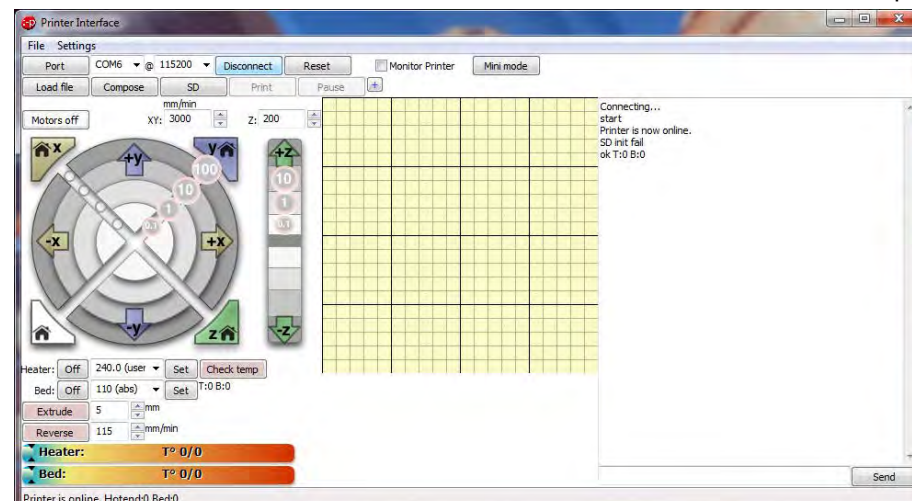 Printer Interface
File Settings
Port COM6 @ 115200 Disconnect Reset Monitor Printer Mini mode
Load file Compose SD Print Pause +
mm/min
Motors off XY: 3000 Z: 200
x +y y +z
100
10 10
1 1
0.1 0.1
-x +x
-y z -z
Heater: Off 240.0 (user Set Check temp
Bed: Off 110 (abs) Set T:0 B:0
Extrude 5 mm
Reverse 115 mm/min
Heater: T° 0/0
Bed: T° 0/0
Connecting...
start
Printer is now online.
SD init fail
ok T:0 B:0
Send
Printer is online. Hotend:0 Bed:0